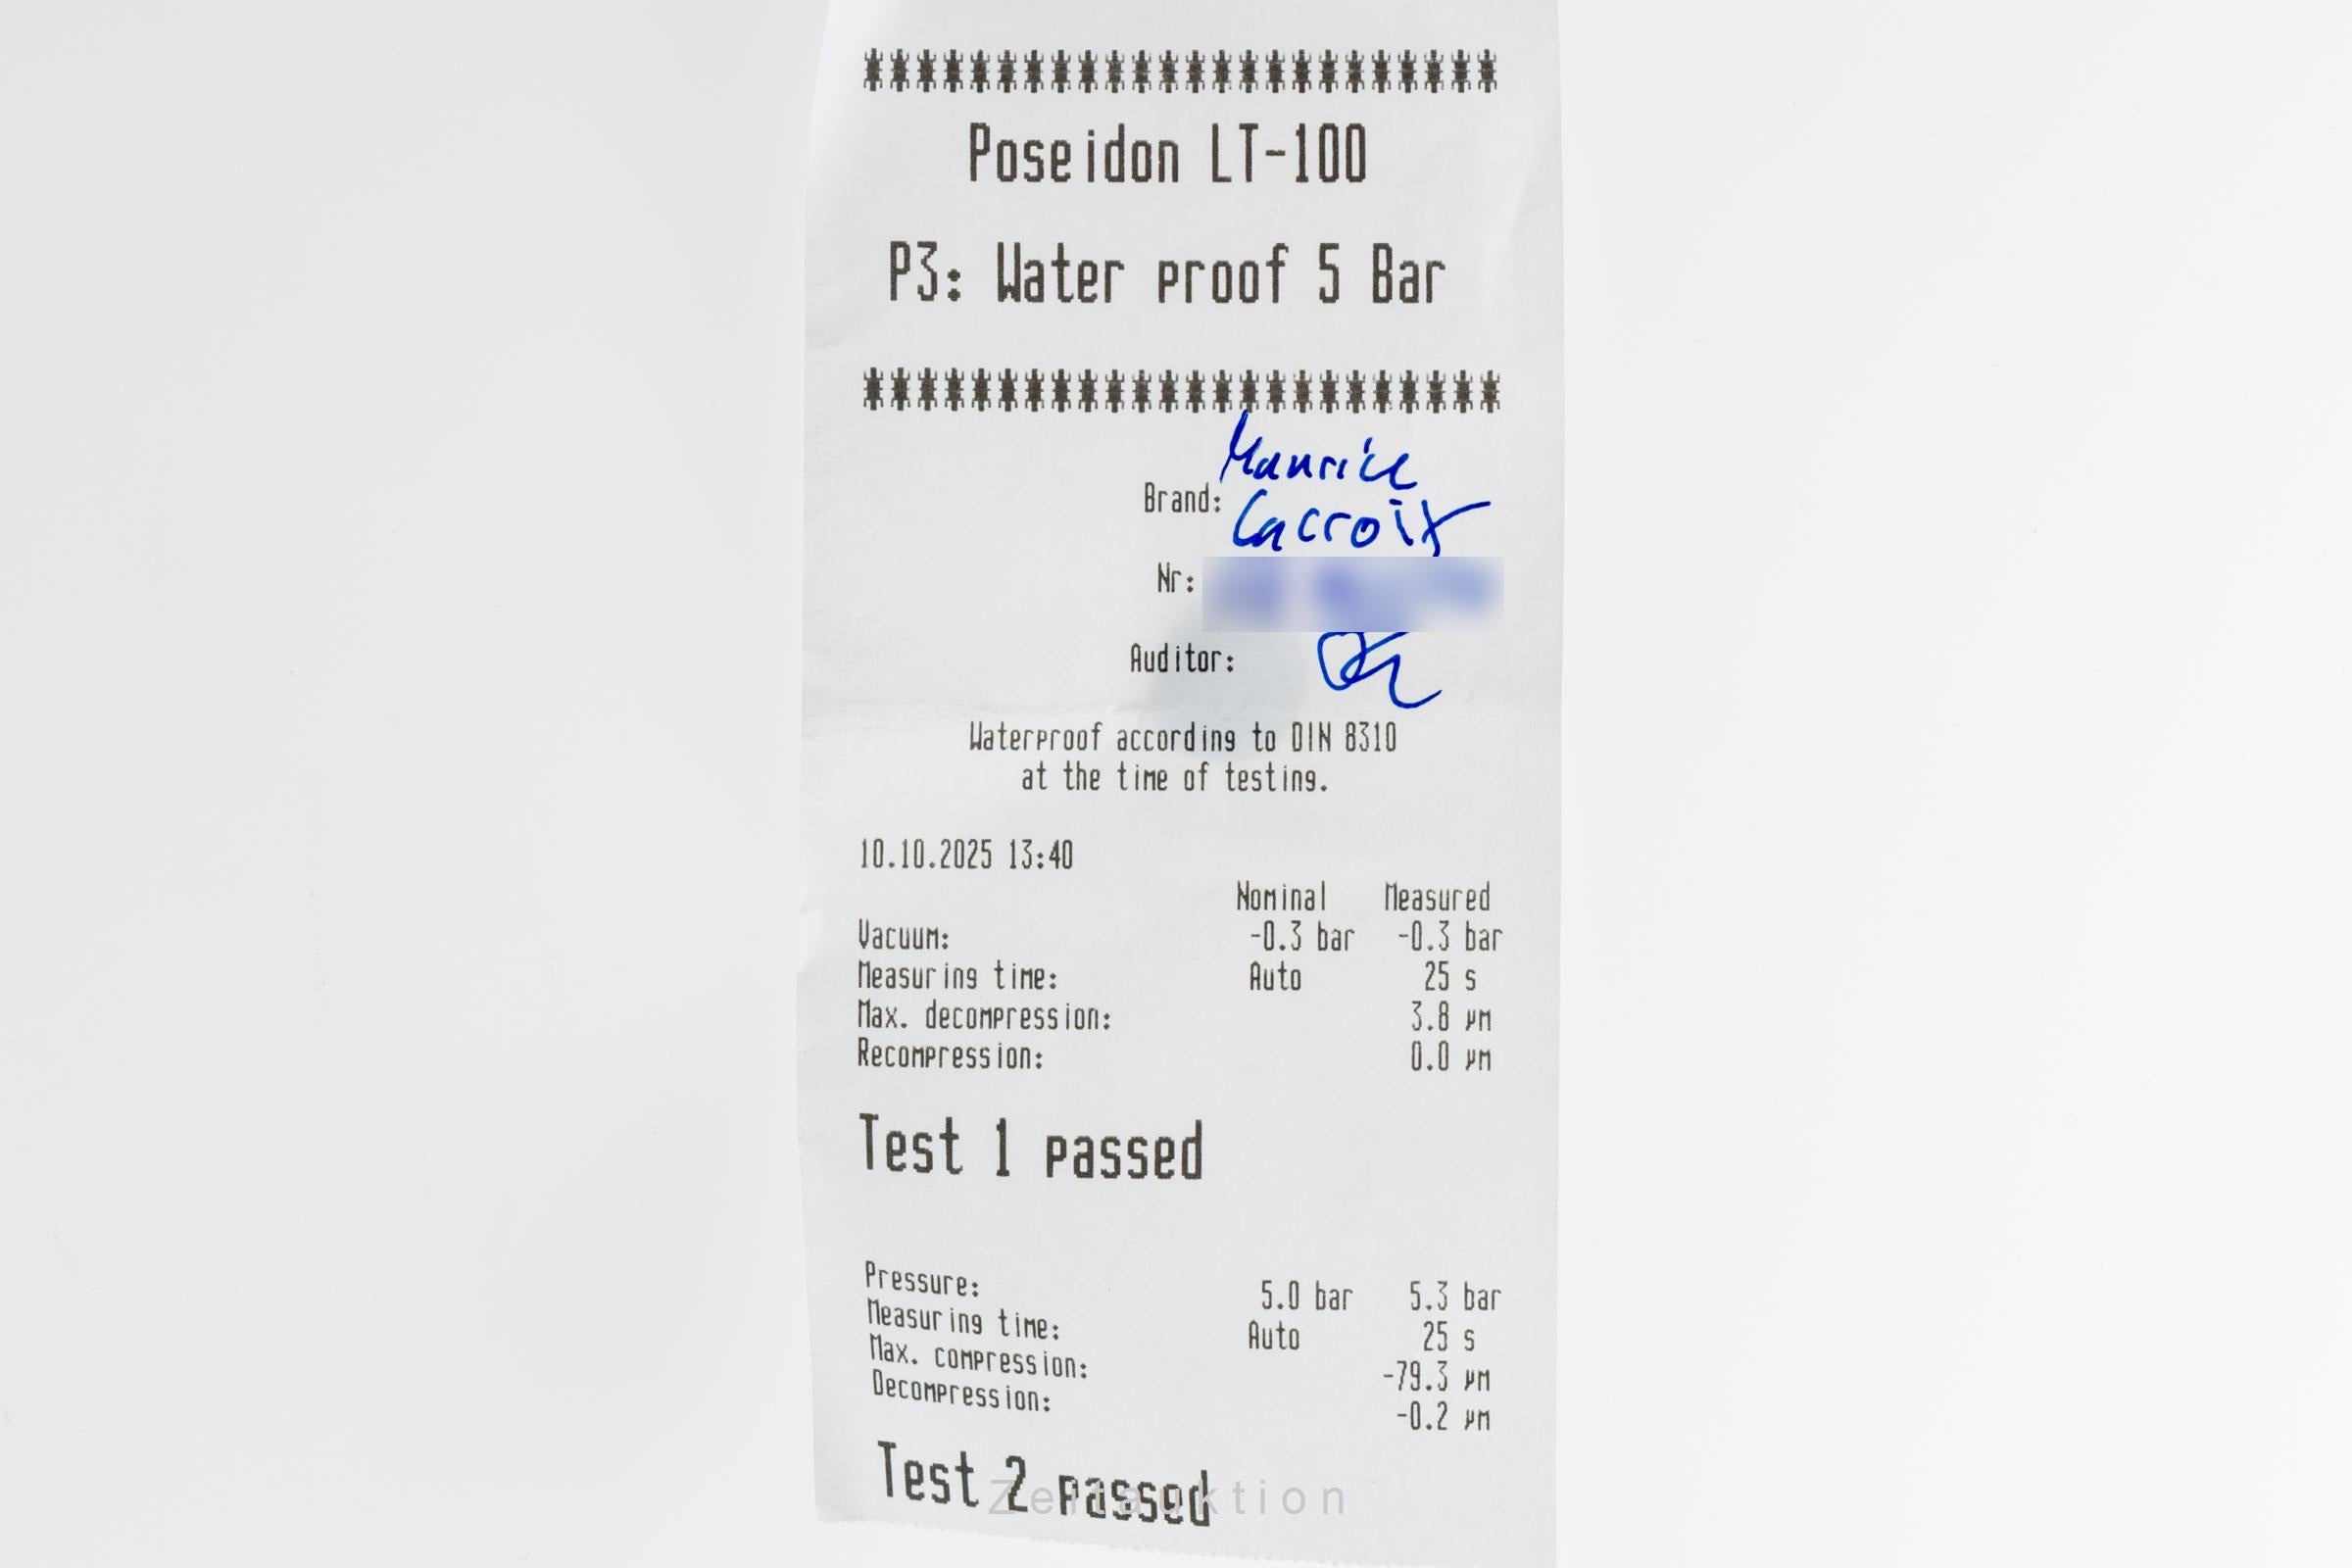 ************************
Poseidon LT-100
P3: Water proof 5 Bar
************************
Brand: Maurice
Lacroix
Nr:
Auditor:
Waterproof according to DIN 8310
at the time of testing.
10.10.2025 13:40
Nominal Measured
Vacuum: -0.3 bar -0.3 bar
Measuring time: Auto 25 s
Max. decompression: 3.8 µm
Recompression: 0.0 µm
Test 1 passed
Pressure: 5.0 bar 5.3 bar
Measuring time: Auto 25 s
Max. compression: -79.3 µm
Decompression: -0.2 µm
Test 2 passed
Zeitauktion